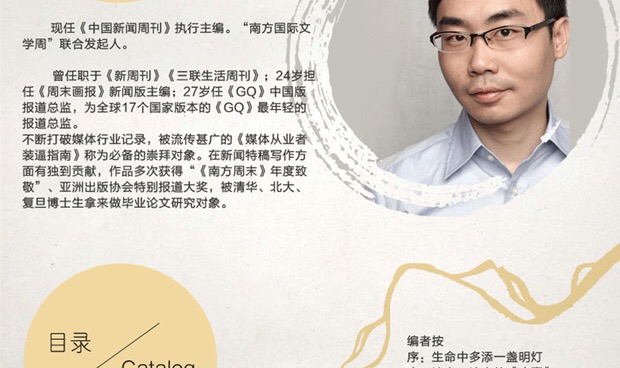 现任《中国新闻周刊》执行主编。“南方国际文
学周”联合发起人。
曾任职于《新周刊》《三联生活周刊》；24岁担
任《周末画报》新闻版主编；27岁任《GQ》中国版
报道总监，为全球17个国家版本的《GQ》最年轻的
报道总监。
不断打破媒体行业记录，被流传甚广的《媒体从业者
装逼指南》称为必备的崇拜对象。在新闻特稿写作方
面有独到贡献，作品多次获得“《南方周末》年度致
敬”、亚洲出版协会特别报道大奖，被清华、北大、
复旦博士生拿来做毕业论文研究对象。
目录
Catalog
编者按
序：生命中多添一盏明灯